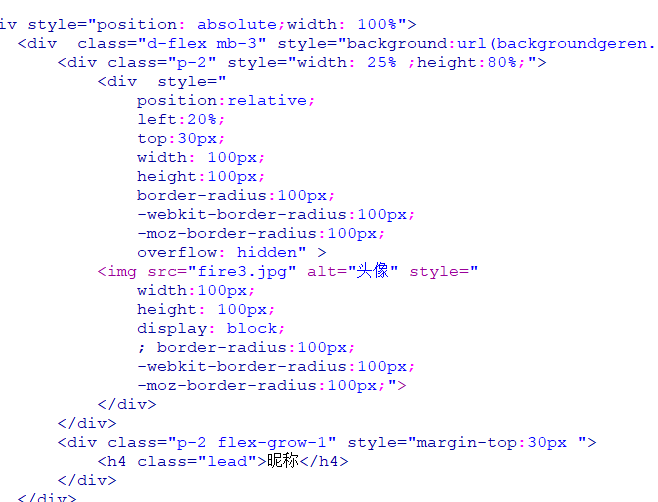 iv style="position: absolute;width: 100%">
<div  class="d-flex mb-3" style="background:url(backgroundgeren.
<div class="p-2" style="width: 25% ;height:80%;">
<div  style="
position:relative;
left:20%;
top:30px;
width: 100px;
height:100px;
border-radius:100px;
-webkit-border-radius:100px;
-moz-border-radius:100px;
overflow: hidden" >
<img src="fire3.jpg" alt="头像" style="
width:100px;
height: 100px;
display: block;
; border-radius:100px;
-webkit-border-radius:100px;
-moz-border-radius:100px;">
</div>
</div>
<div class="p-2 flex-grow-1" style="margin-top:30px ">
<h4 class="lead">昵称</h4>
</div>
</div>